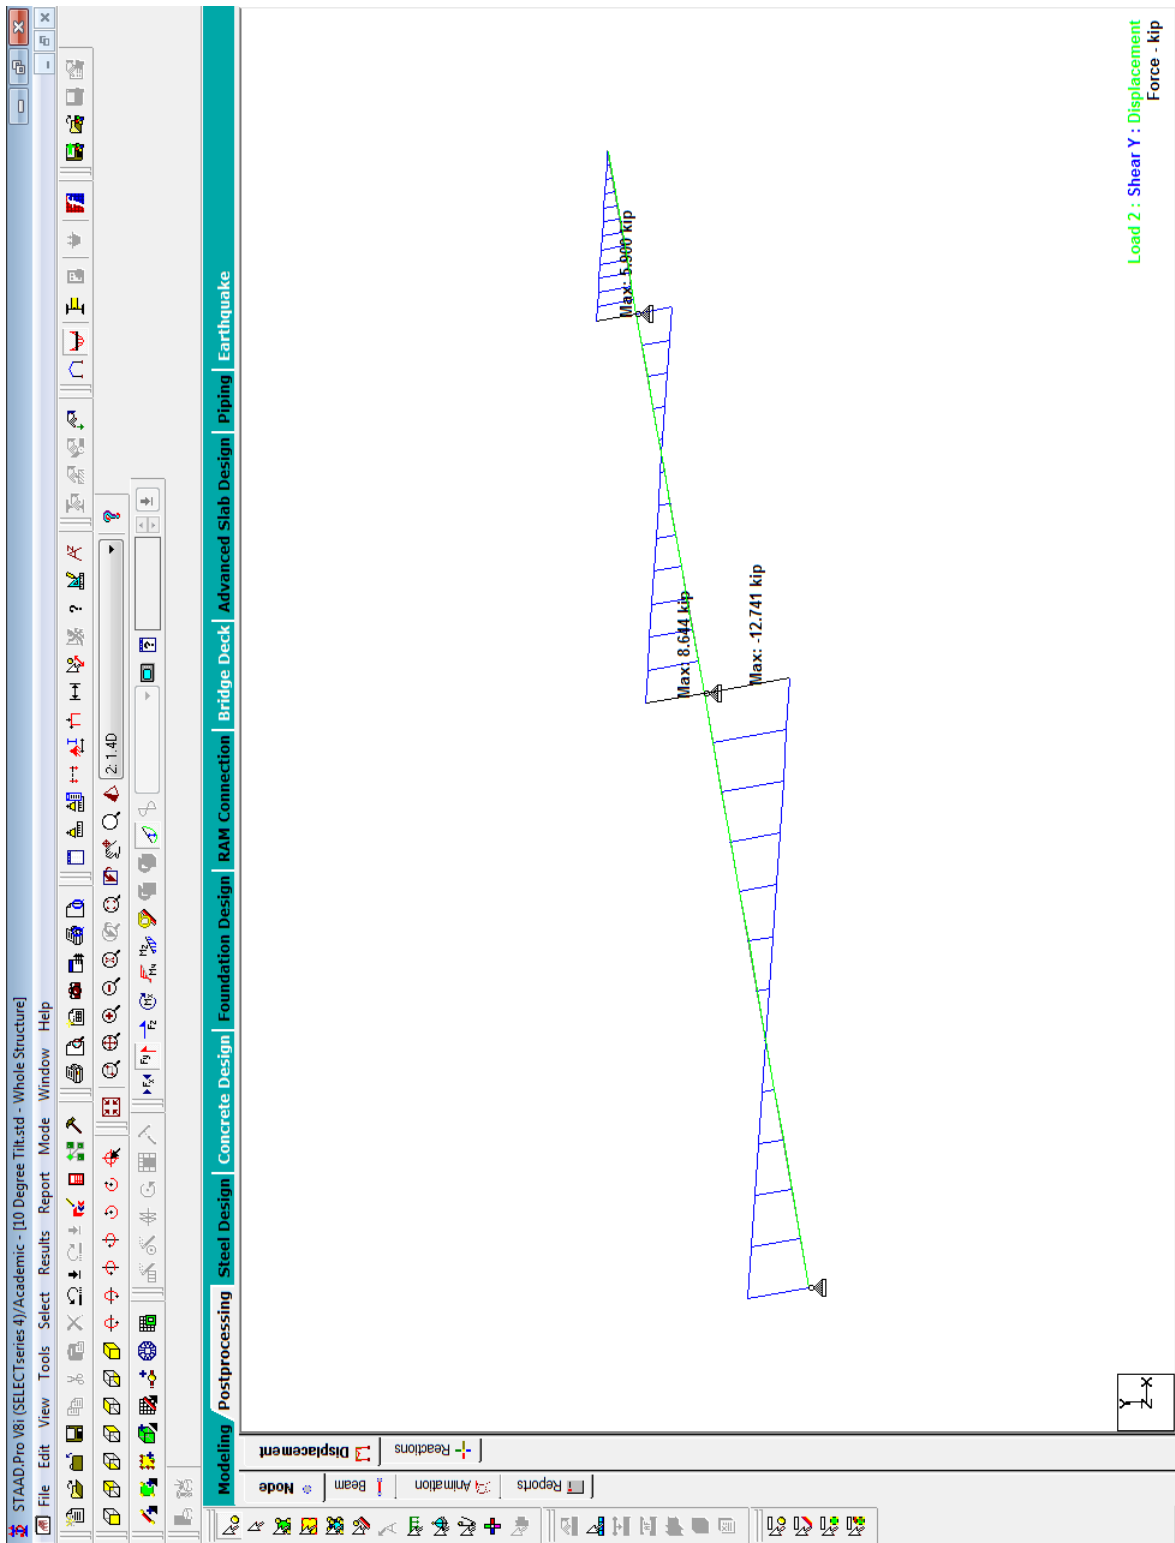 STAAD.Pro V8i (SELECTseries 4)/Academic - [10 Degree Tilt.std - Whole Structure]
File Edit View Tools Select Results Report Mode Window Help
2: 1.4D
Modeling Postprocessing Steel Design Concrete Design Foundation Design RAM Connection Bridge Deck Advanced Slab Design Piping Earthquake
Node
Beam
Animation
Reports
Displacement
Reactions
Max: 5.900 kip
Max: 8.644 kip
Max: -12.741 kip
Y
Z X
Load 2 : Shear Y : Displacement
Force - kip